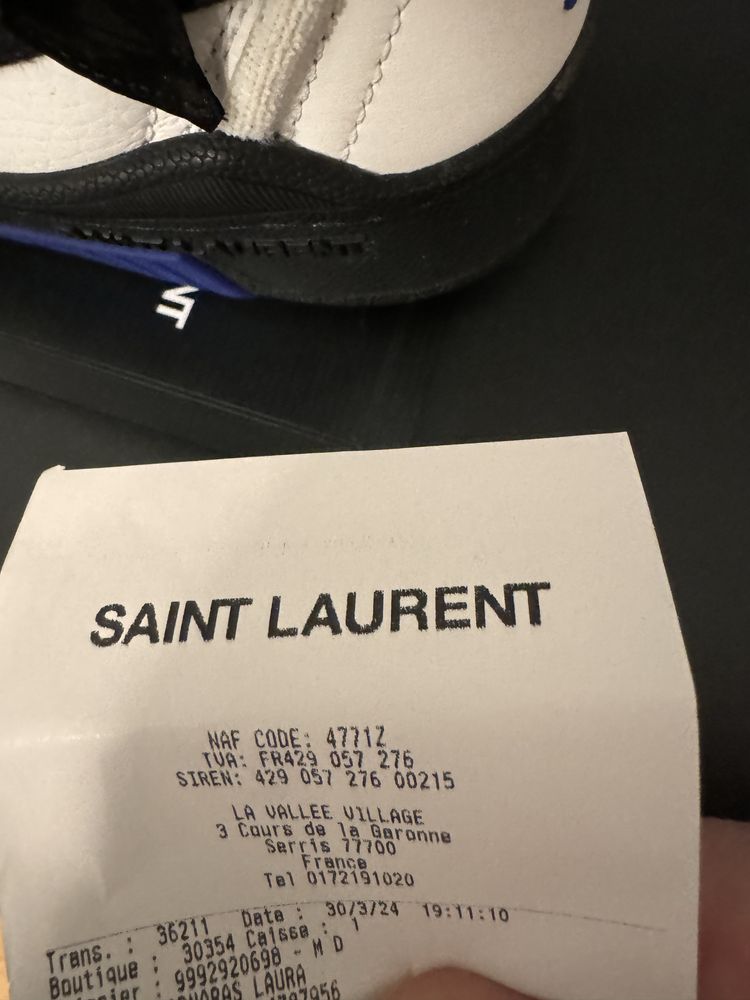 NT
SAINT LAURENT
NAF CODE: 4771Z
TVA: FR429 057 276
SIREN: 429 057 276 00215
LA VALLEE VILLAGE
3 Cours de la Garonne
Serris 77700
France
Tel 0172191020
Trans. : 36211 Date : 30/3/24 19:11:10
Boutique : 30354 Caisse : 1
: 9992920698 - M D
LAURA